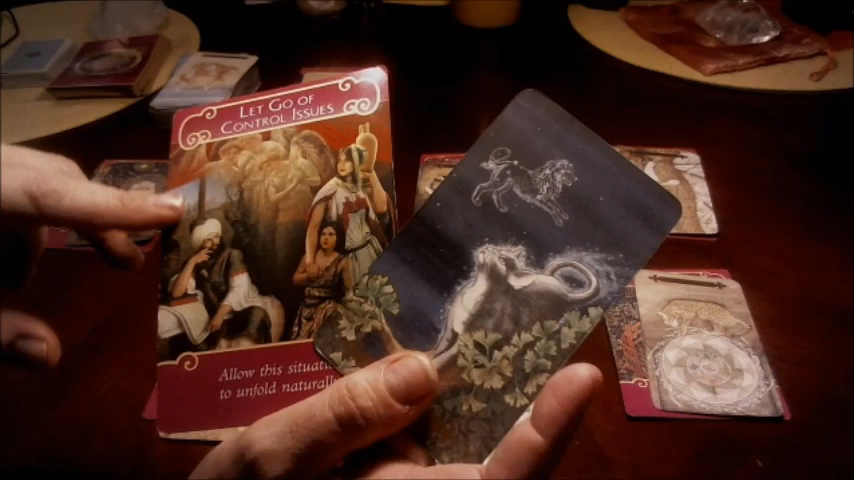 Let Go of
Control Issues
Allow this situati
to unfold naturall